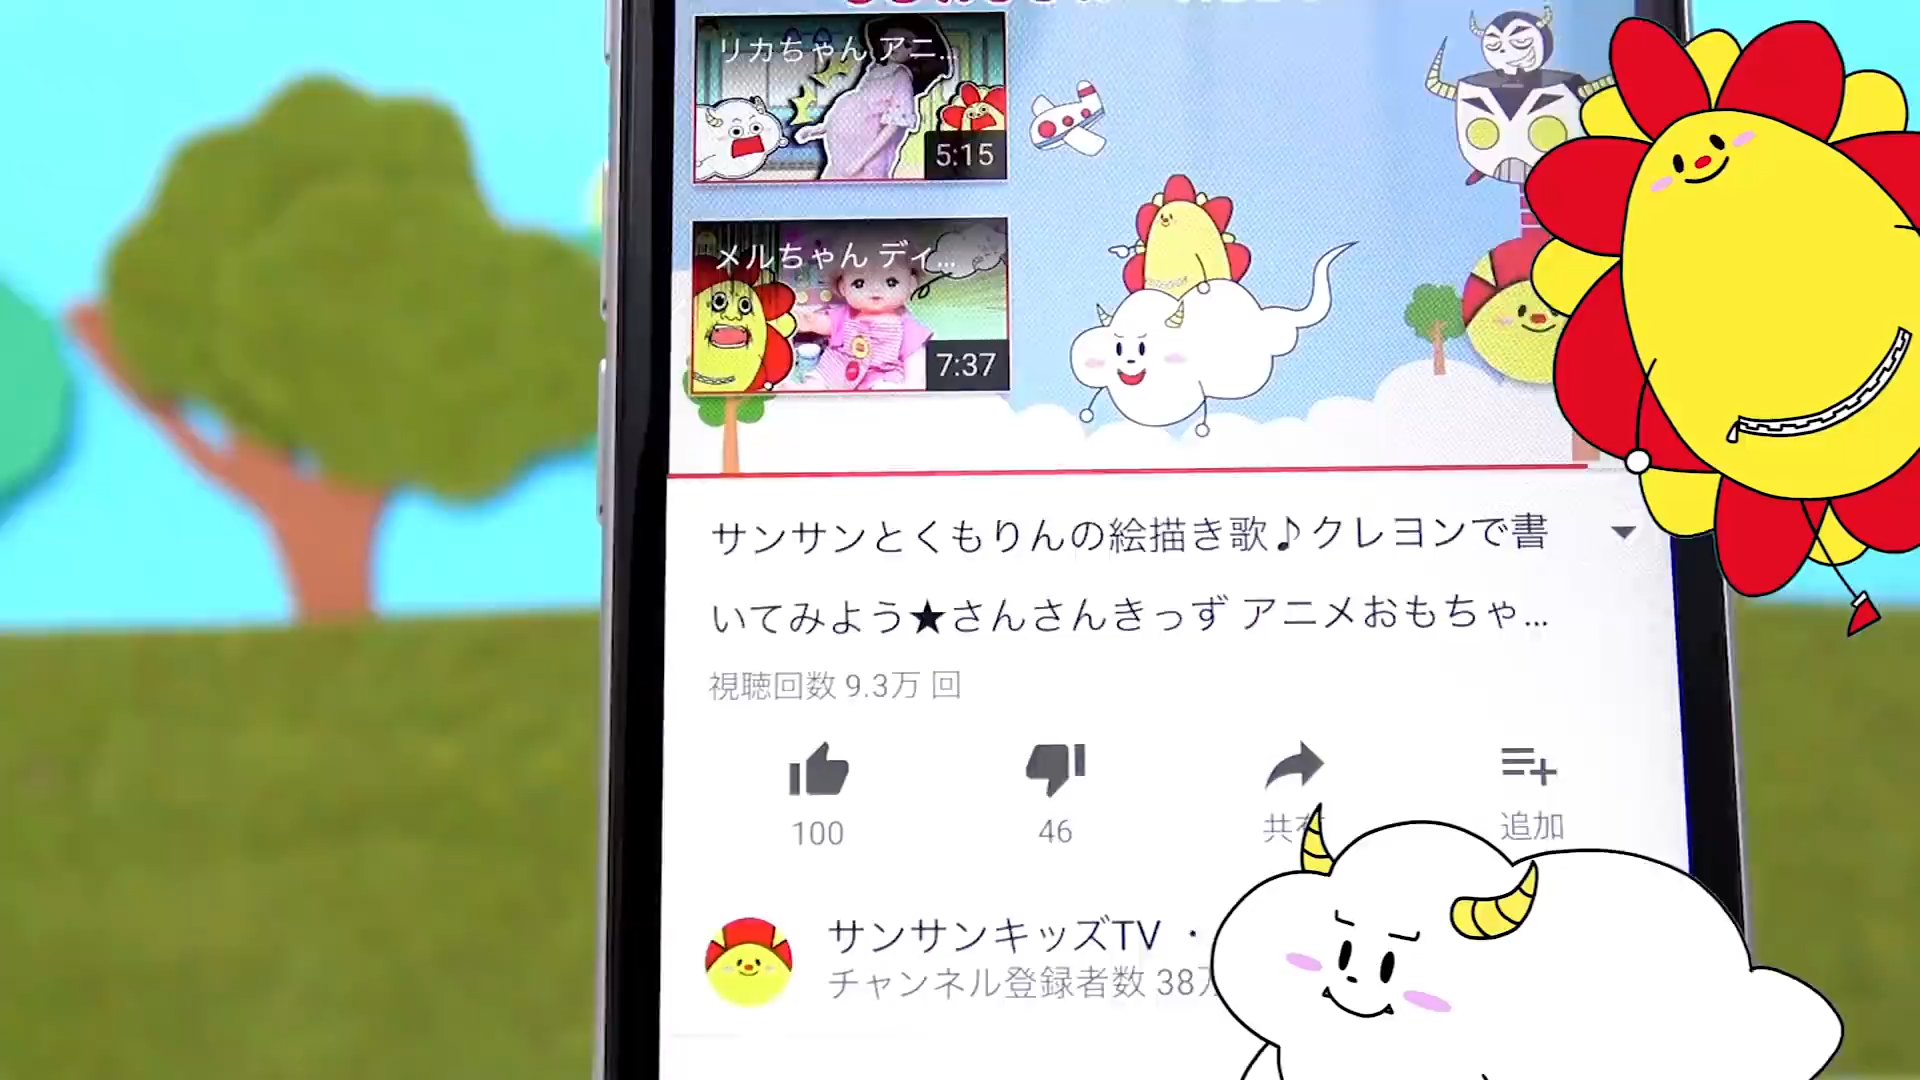 リカちゃん アニ...
5:15
メルちゃん ディ...
7:37
サンサンとくもりんの絵描き歌♪クレヨンで書
いてみよう★さんさんきっず アニメおもちゃ...
視聴回数 9.3万 回
100
46
追加
サンサンキッズTV ・
チャンネル登録者数 38万